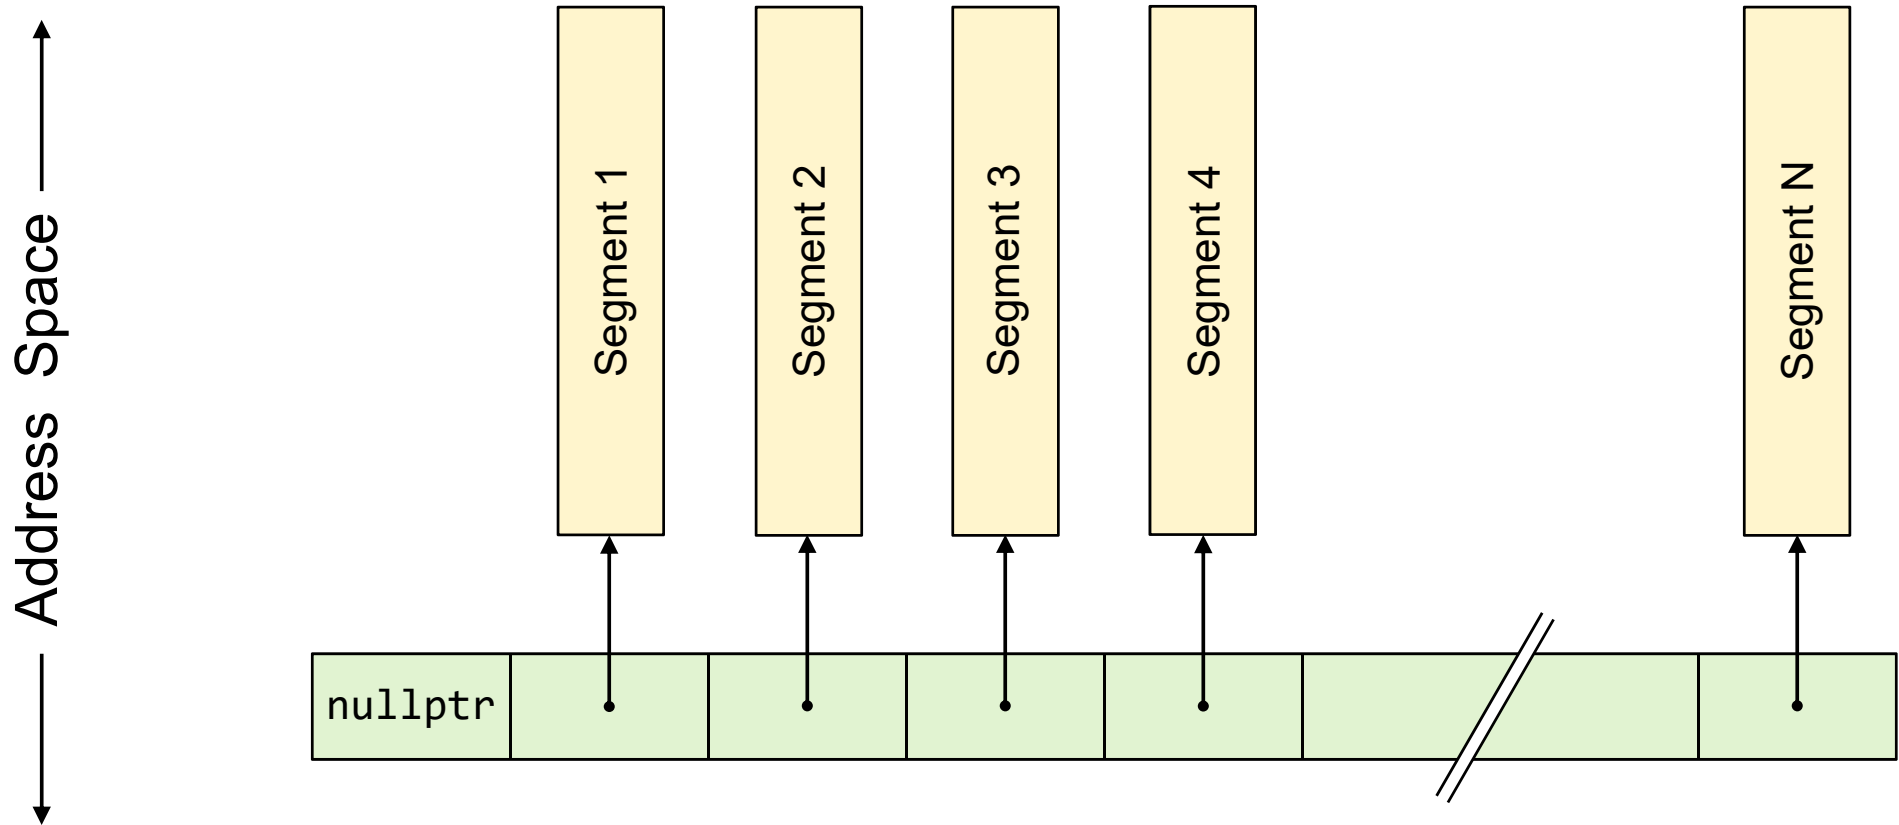 Address Space
Segment 1
Segment 2
Segment 3
Segment 4
Segment N
nullptr